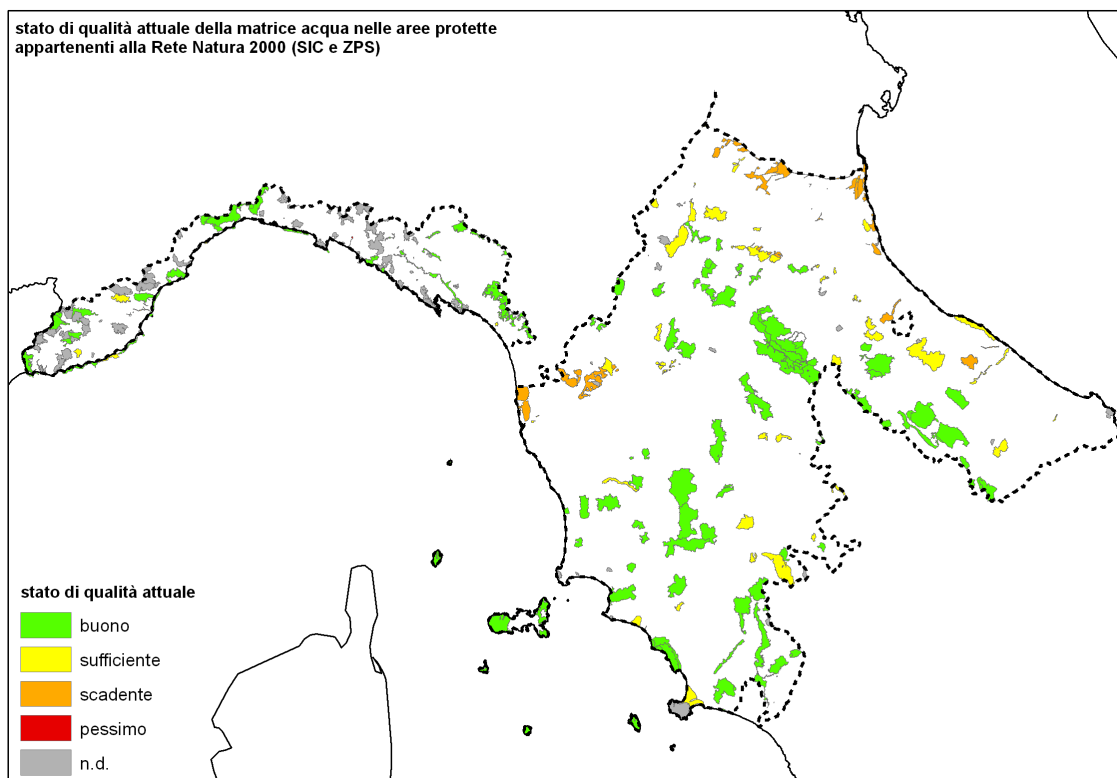 stato di qualità attuale della matrice acqua nelle aree protette
appartenenti alla Rete Natura 2000 (SIC e ZPS)
stato di qualità attuale
buono
sufficiente
scadente
pessimo
n.d.